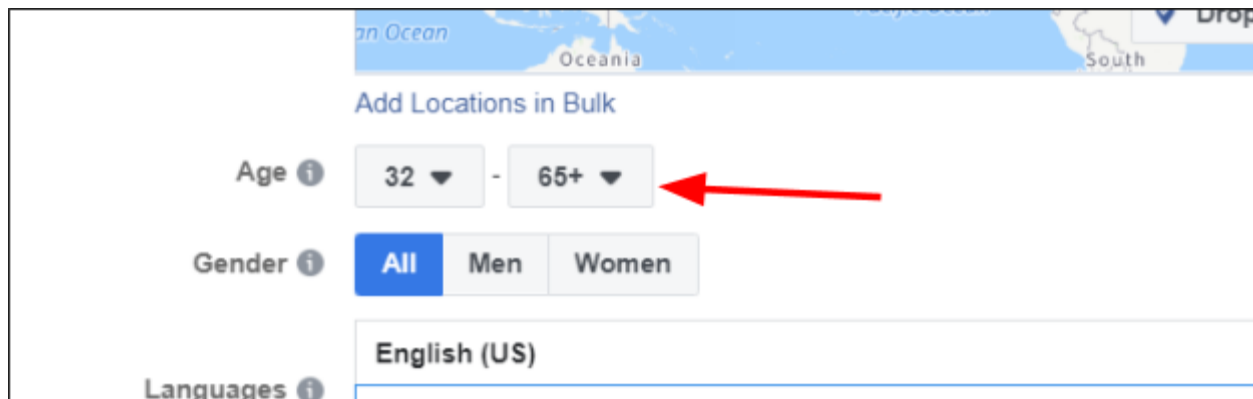 an Ocean
Oceania
South
Drop
Add Locations in Bulk
Age
32 - 65+
Gender
All Men Women
English (US)
Languages